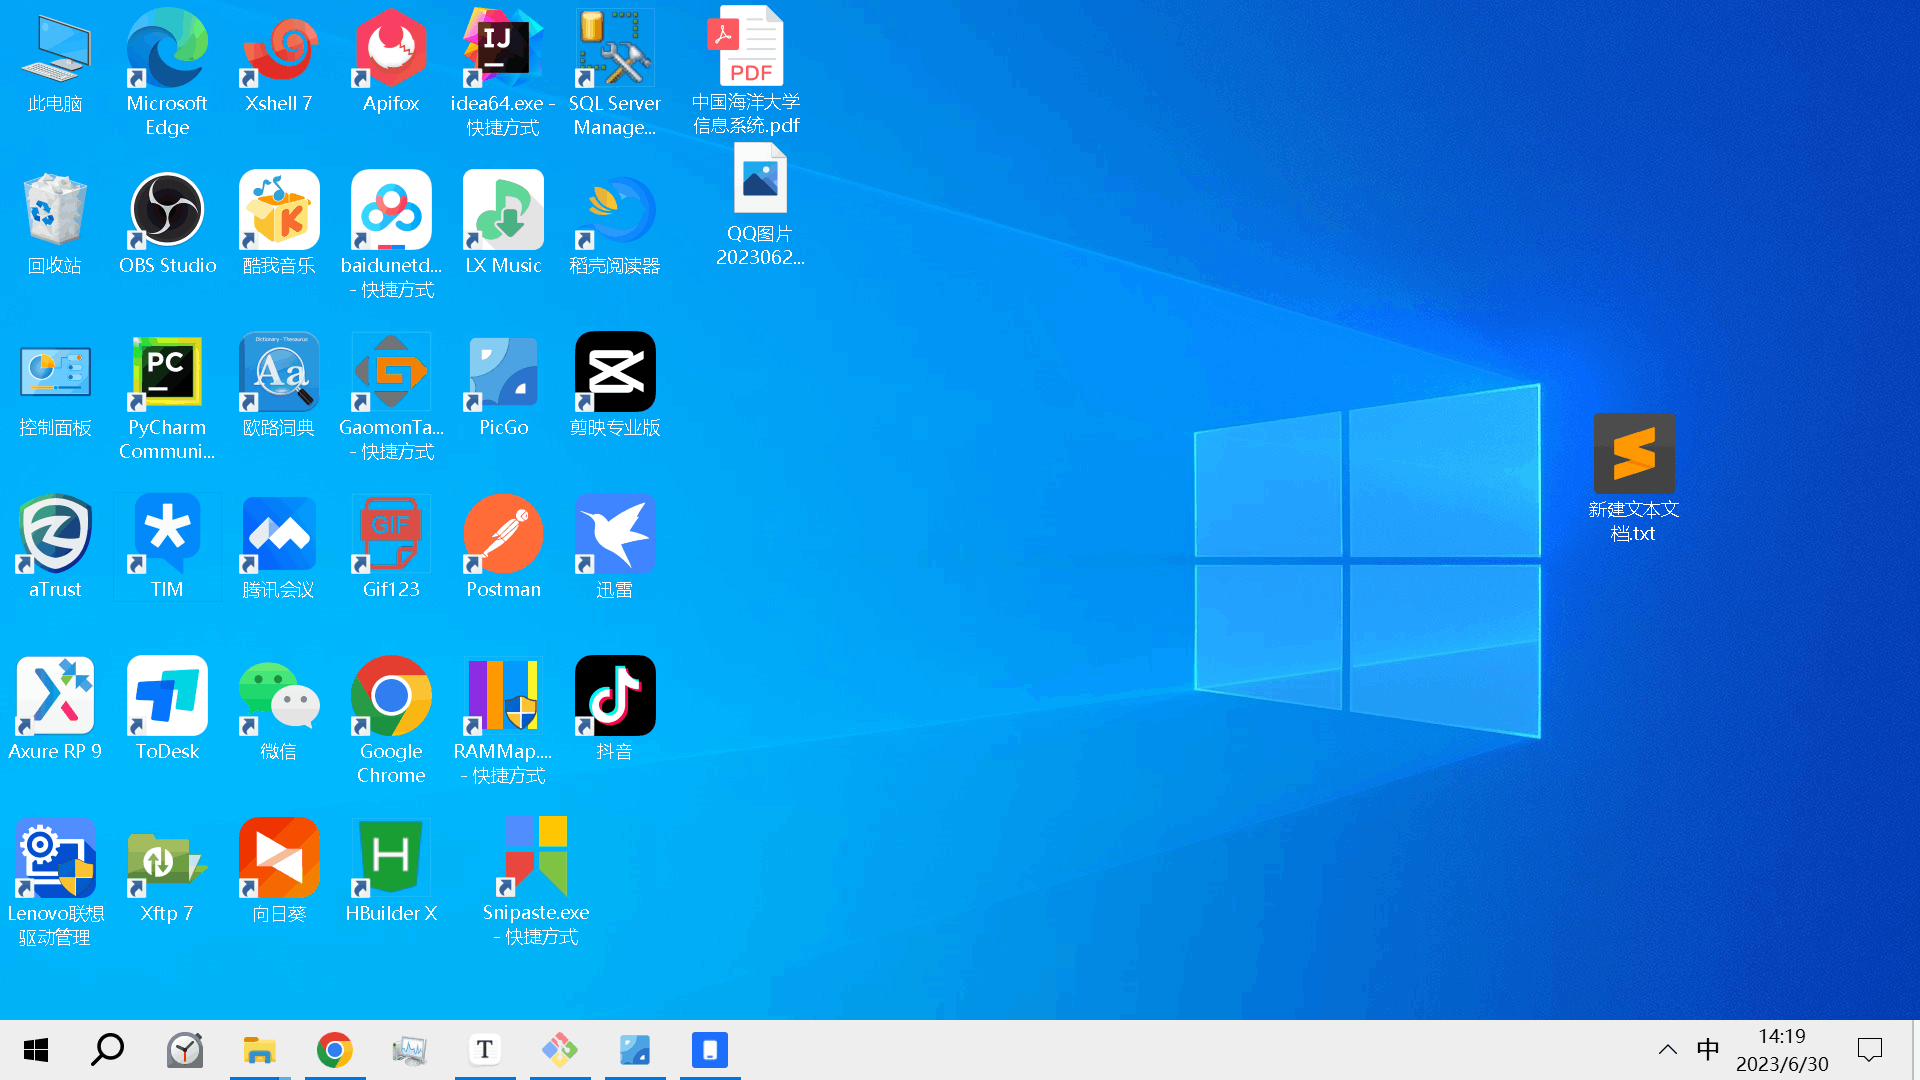 此电脑
Microsoft
Edge
Xshell 7
Apifox
IJ
idea64.exe -
快捷方式
SQL Server
Manage...
PDF
中国海洋大学
信息系统.pdf
回收站
OBS Studio
K
酷我音乐
baidunetd...
- 快捷方式
LX Music
稻壳阅读器
QQ图片
2023062...
控制面板
PC
PyCharm
Communi...
Dictionary - Thesaurus
Aa
欧路词典
GaomonTa...
- 快捷方式
PicGo
剪映专业版
新建文本文
档.txt
aTrust
TIM
腾讯会议
GIF
Gif123
Postman
迅雷
Axure RP 9
ToDesk
微信
Google
Chrome
RAMMap....
- 快捷方式
抖音
Lenovo联想
驱动管理
Xftp 7
向日葵
H
HBuilder X
Snipaste.exe
- 快捷方式
T
中
14:19
2023/6/30